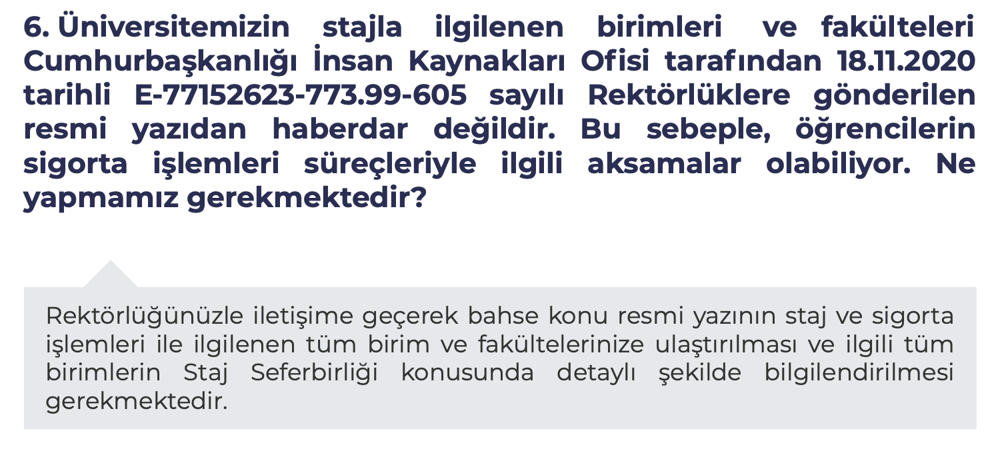 6. Üniversitemizin stajla ilgilenen birimleri ve fakülteleri
Cumhurbaşkanlığı İnsan Kaynakları Ofisi tarafından 18.11.2020
tarihli E-77152623-773.99-605 sayılı Rektörlüklere gönderilen
resmi yazıdan haberdar değildir. Bu sebeple, öğrencilerin
sigorta işlemleri süreçleriyle ilgili aksamalar olabiliyor. Ne
yapmamız gerekmektedir?
Rektörlüğünüzle iletişime geçerek bahse konu resmi yazının staj ve sigorta
işlemleri ile ilgilenen tüm birim ve fakültelerinize ulaştırılması ve ilgili tüm
birimlerin Staj Seferbirliği konusunda detaylı şekilde bilgilendirilmesi
gerekmektedir.